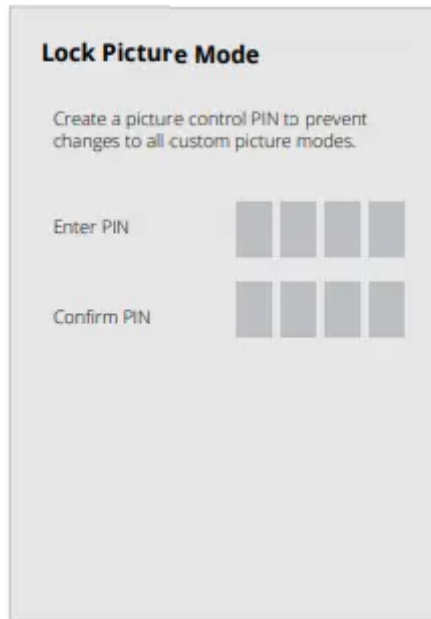 Lock Picture Mode
Create a picture control PIN to prevent
changes to all custom picture modes.
Enter PIN
Confirm PIN